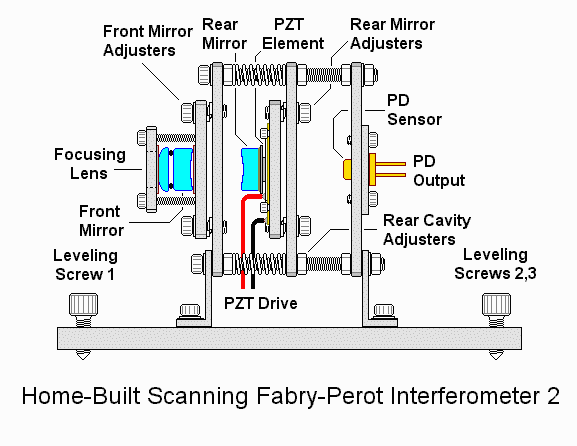 Front Mirror
Adjusters
Rear
Mirror
PZT
Element
Rear Mirror
Adjusters
PD
Sensor
Focusing
Lens
PD
Output
Front
Mirror
Rear Cavity
Adjusters
Leveling
Screw 1
Leveling
Screws 2,3
PZT Drive
Home-Built Scanning Fabry-Perot Interferometer 2